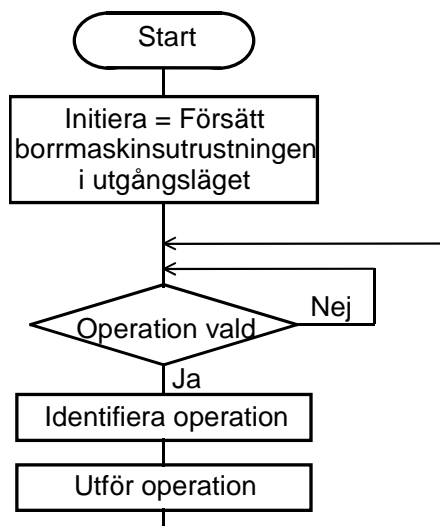 Start
Initiera = Försätt
borrmaskinsutrustningen
i utgångsläget
Nej
Operation vald
Ja
Identifiera operation
Utför operation